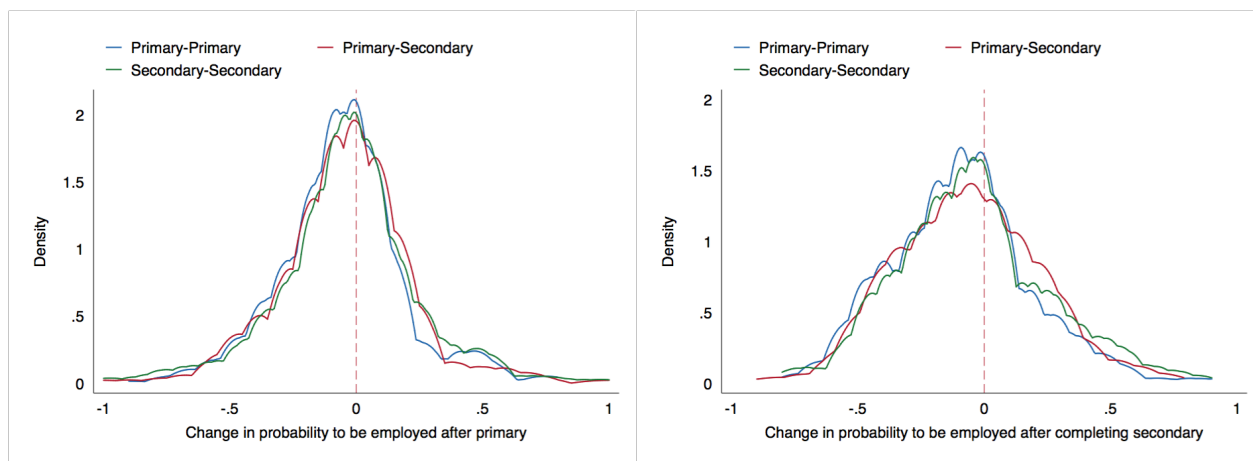 Primary-Primary Primary-Secondary
Secondary-Secondary
2
1.5
1
.5
0
Density
-1 -.5 0 .5 1
Change in probability to be employed after primary
Primary-Primary Primary-Secondary
Secondary-Secondary
2
1.5
1
.5
0
Density
-1 -.5 0 .5 1
Change in probability to be employed after completing secondary